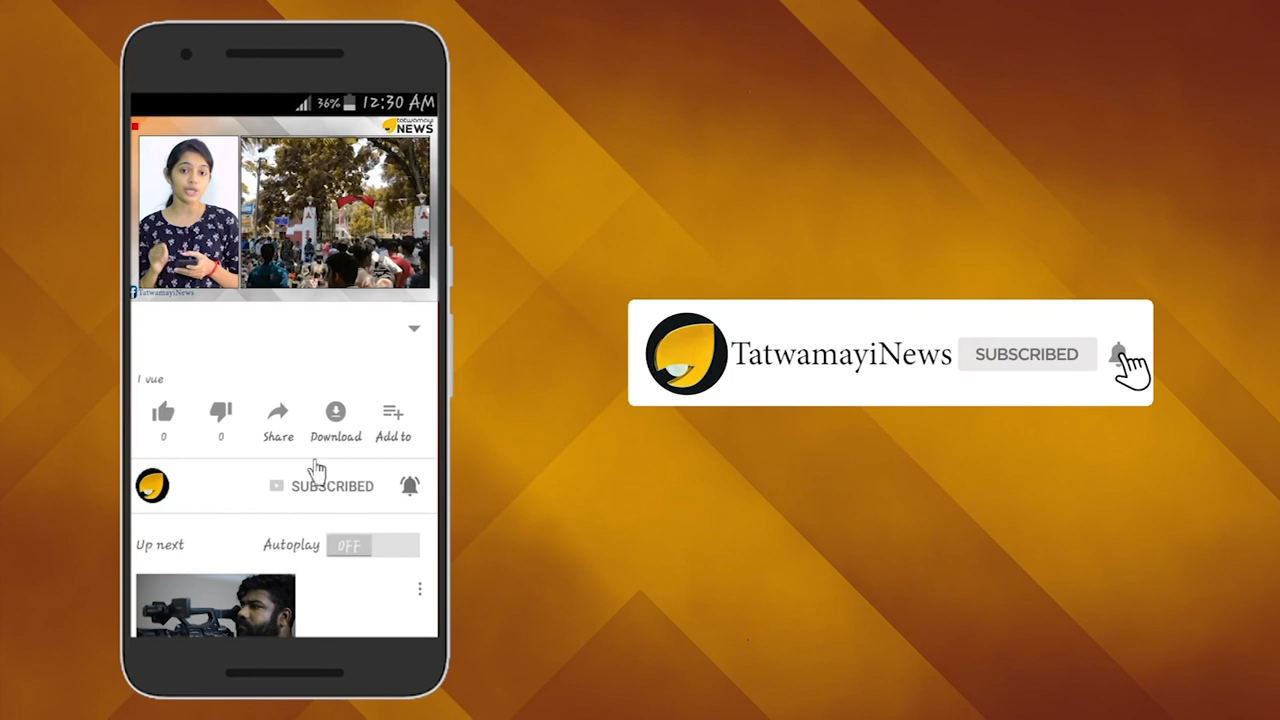 36%
12:30 AM
tatwamayi
NEWS
TatwamayiNews
1 vue
0
0
Share
Download
Add to
SUBSCRIBED
Up next
Autoplay
OFF
TatwamayiNews
SUBSCRIBED